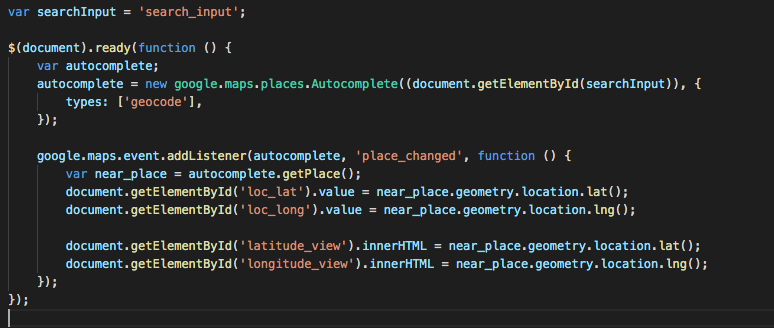 var searchInput = 'search_input';
$(document).ready(function () {
var autocomplete;
autocomplete = new google.maps.places.Autocomplete((document.getElementById(searchInput)), {
types: ['geocode'],
});
google.maps.event.addListener(autocomplete, 'place_changed', function () {
var near_place = autocomplete.getPlace();
document.getElementById('loc_lat').value = near_place.geometry.location.lat();
document.getElementById('loc_long').value = near_place.geometry.location.lng();
document.getElementById('latitude_view').innerHTML = near_place.geometry.location.lat();
document.getElementById('longitude_view').innerHTML = near_place.geometry.location.lng();
});
});